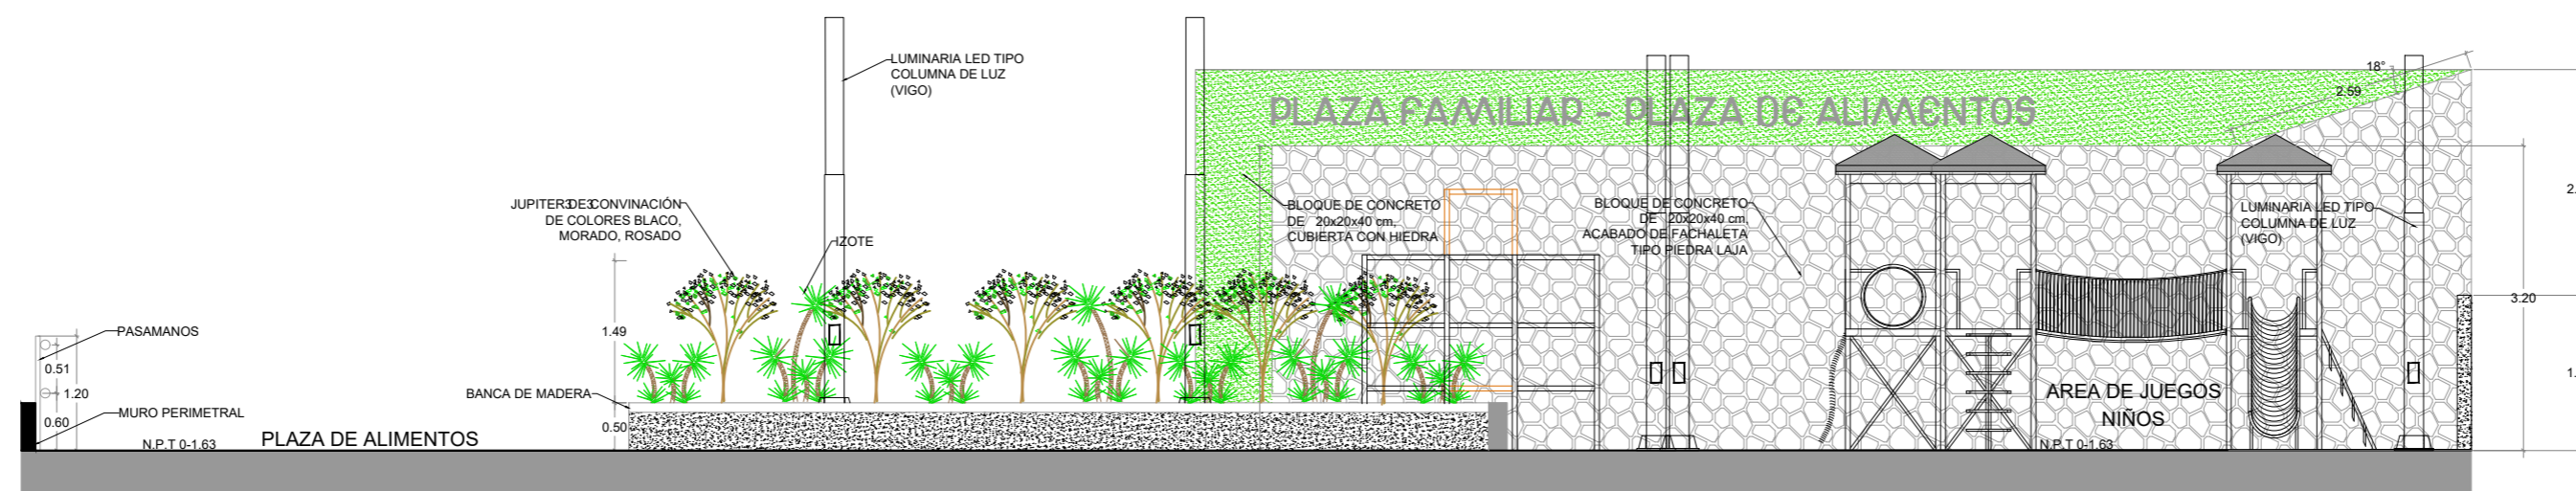 LUMINARIA LED TIPO
COLUMNA DE LUZ
(VIGO)
18°
2.59
PLAZA FAMILIAR - PLAZA DE ALIMENTOS
2.
DE CONVINACIÓN
DE COLORES BLACO,
MORADO, ROSADO
IZOTE
BLOQUE DE CONCRETO
DE 20x20x40 cm,
CUBIERTA CON HIEDRA
BLOQUE DE CONCRETO
DE 20x20x40 cm,
ACABADO DE FACHALETA
TIPO PIEDRA LAJA
LUMINARIA LED TIPO
COLUMNA DE LUZ
(VIGO)
3.20
PASAMANOS
1.49
0.51
1.20
0.60
1.
BANCA DE MADERA
MURO PERIMETRAL
0.50
N.P.T 0-1.63
PLAZA DE ALIMENTOS
AREA DE JUEGOS
NIÑOS
N.P.T 0-1.63